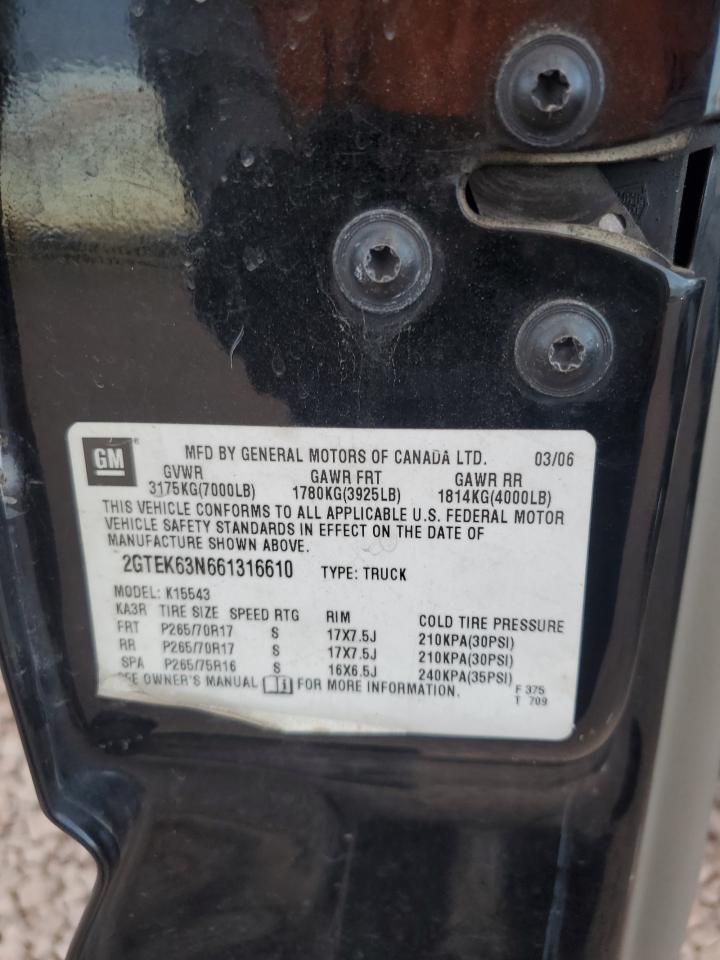 GM ® MFD BY GENERAL MOTORS OF CANADA LTD. 03/06
GVWR GAWR FRT GAWR RR
3175KG(7000LB) 1780KG(3925LB) 1814KG(4000LB)
THIS VEHICLE CONFORMS TO ALL APPLICABLE U.S. FEDERAL MOTOR
VEHICLE SAFETY STANDARDS IN EFFECT ON THE DATE OF
MANUFACTURE SHOWN ABOVE.
2GTEK63N661316610 TYPE: TRUCK
MODEL: K15543
KA3R TIRE SIZE SPEED RTG RIM COLD TIRE PRESSURE
FRT P265/70R17 S 17X7.5J 210KPA(30PSI)
RR P265/70R17 S 17X7.5J 210KPA(30PSI)
SPA P265/75R16 S 16X6.5J 240KPA(35PSI)
SEE OWNER'S MANUAL FOR MORE INFORMATION.
F 375
T 709